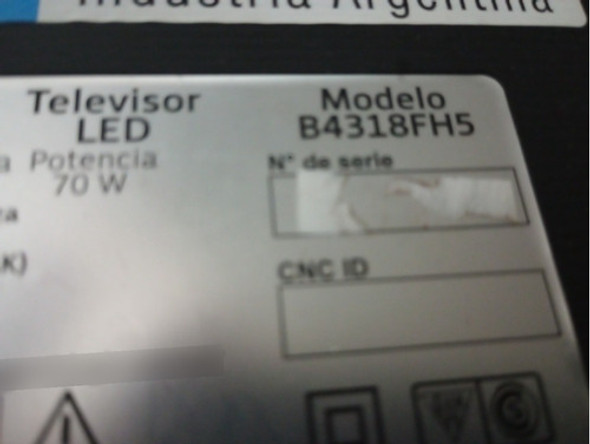 Industria Argentina
Televisor
LED
Modelo
B4318FH5
Potencia
70 W
N° de serie
CNC ID